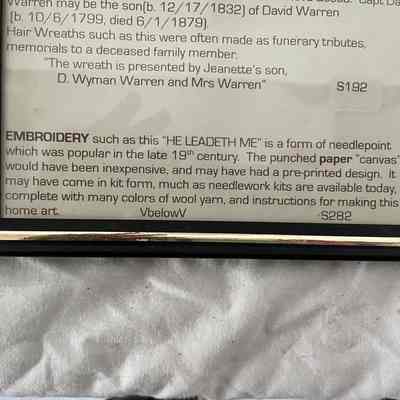 Warren may be the son(b. 12/17/1832) of David Warren
(b. 10/6/1799, died 6/1/1879).
Hair Wreaths such as this were often made as funerary tributes,
memorials to a deceased family member.
"The wreath is presented by Jeanette's son,
D. Wyman Warren and Mrs Warren"
S192
EMBROIDERY such as this "HE LEADETH ME" is a form of needlepoint
which was popular in the late 19th century. The punched paper "canvas"
would have been inexpensive, and may have had a pre-printed design. It
may have come in kit form, much as needlework kits are available today,
complete with many colors of wool yarn, and instructions for making this
home art. VbelowV S282